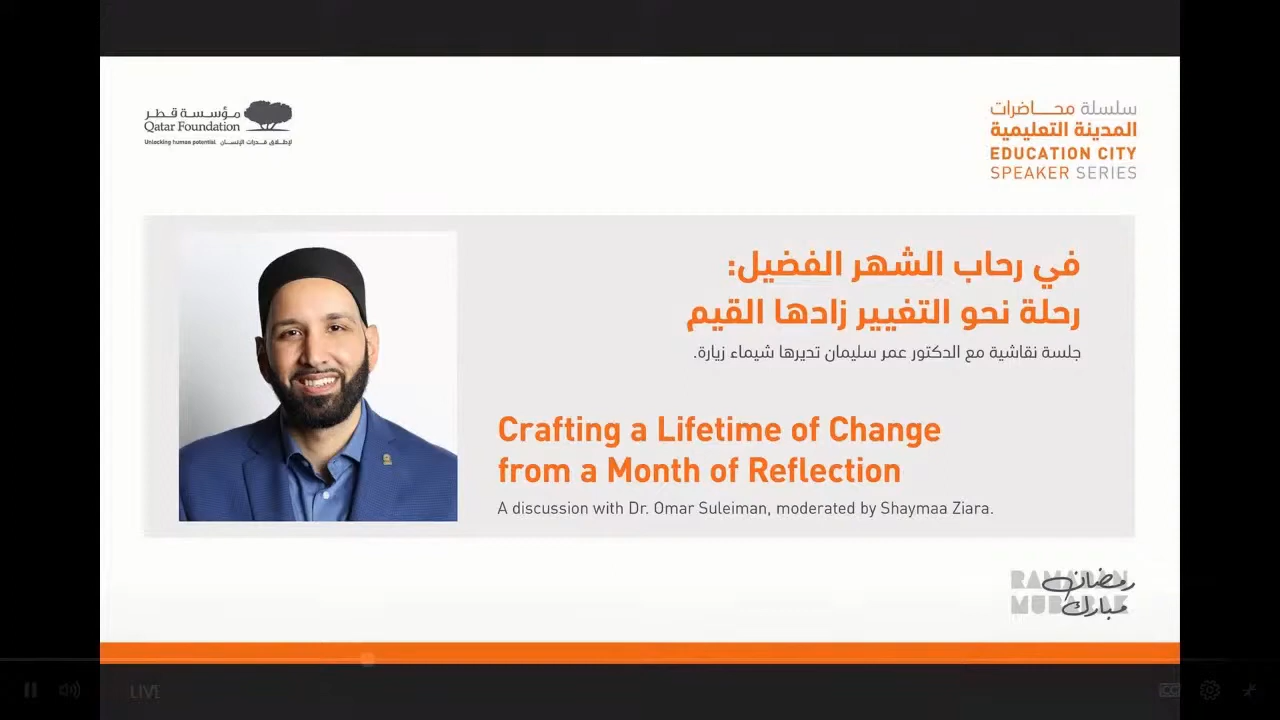 مؤسسة قطر
Qatar Foundation
Unlocking human potential. لإطلاق قدرات الإنسان.
سلسلة محاضرات
المدينة التعليمية
EDUCATION CITY
SPEAKER SERIES
في رحاب الشهر الفضيل:
رحلة نحو التغيير زادها القيم
جلسة نقاشية مع الدكتور عمر سليمان تديرها شيماء زيارة.
Crafting a Lifetime of Change
from a Month of Reflection
A discussion with Dr. Omar Suleiman, moderated by Shaymaa Ziara.
RAMADAN رمضان
MUBARAK مبارك
LIVE
CC